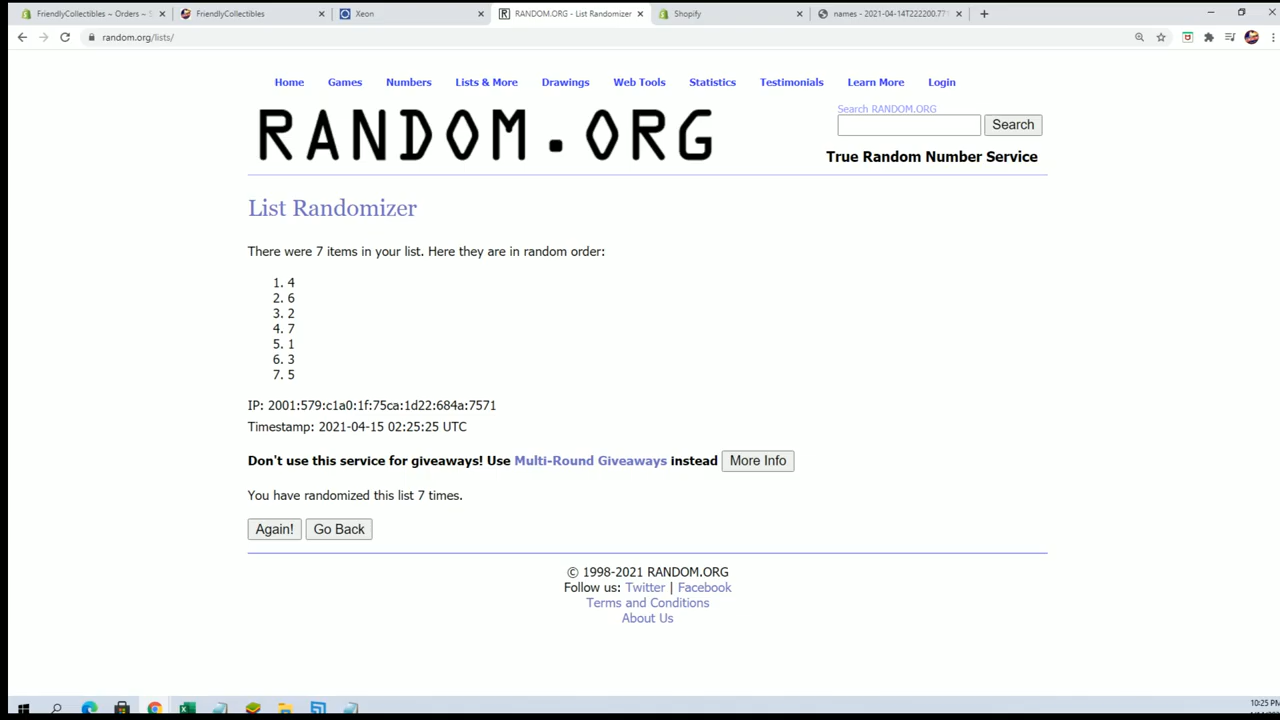 FriendlyCollectibles ~ Orders ~ S
FriendlyCollectibles
Xeon
RANDOM.ORG - List Randomizer
Shopify
names - 2021-04-14T222200.77
random.org/lists/
Home Games Numbers Lists & More Drawings Web Tools Statistics Testimonials Learn More Login
RANDOM.ORG
Search RANDOM.ORG
Search
True Random Number Service
List Randomizer
There were 7 items in your list. Here they are in random order:
1. 4
2. 6
3. 2
4. 7
5. 1
6. 3
7. 5
IP: 2001:579:c1a0:1f:75ca:1d22:684a:7571
Timestamp: 2021-04-15 02:25:25 UTC
Don't use this service for giveaways! Use Multi-Round Giveaways instead More Info
You have randomized this list 7 times.
Again! Go Back
© 1998-2021 RANDOM.ORG
Follow us: Twitter | Facebook
Terms and Conditions
About Us
10:25 PM